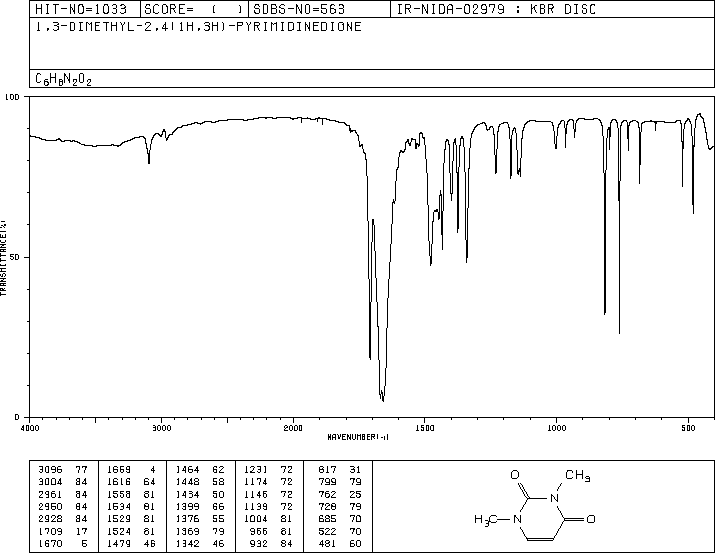 HIT-NO=1033 SCORE= ( ) SDBS-NO=563 IR-NIDA-02979 : KBR DISC
1,3-DIMETHYL-2,4(1H,3H)-PYRIMIDINEDIONE
C6H8N2O2
100
50
0
TRANSMITTANCE(%)
4000 3000 2000 1500 1000 500
WAVENUMBER(-1)
3096 77 1659 4 1464 62 1231 72 817 31
3004 84 1616 64 1448 58 1174 72 799 79
2961 84 1558 81 1434 50 1146 72 762 25
2950 84 1534 81 1399 66 1139 72 728 79
2928 84 1529 81 1376 55 1004 81 685 70
1709 17 1524 81 1369 79 966 81 522 70
1670 5 1479 46 1342 46 932 84 481 60
O CH3
N
H3C N O